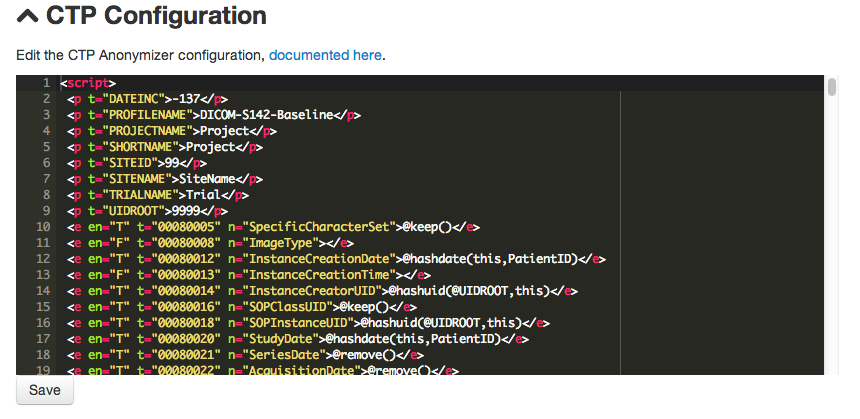 CTP Configuration
Edit the CTP Anonymizer configuration, documented here.
1 <script>
2 <p t="DATEINC">-137</p>
3 <p t="PROFILENAME">DICOM-S142-Baseline</p>
4 <p t="PROJECTNAME">Project</p>
5 <p t="SHORTNAME">Project</p>
6 <p t="SITEID">99</p>
7 <p t="SITENAME">SiteName</p>
8 <p t="TRIALNAME">Trial</p>
9 <p t="UIDROOT">9999</p>
10 <e en="T" t="00080005" n="SpecificCharacterSet">@keep()</e>
11 <e en="F" t="00080008" n="ImageType"></e>
12 <e en="T" t="00080012" n="InstanceCreationDate">@hashdate(this,PatientID)</e>
13 <e en="F" t="00080013" n="InstanceCreationTime"></e>
14 <e en="T" t="00080014" n="InstanceCreatorUID">@hashuid(@UIDROOT,this)</e>
15 <e en="T" t="00080016" n="SOPClassUID">@keep()</e>
16 <e en="T" t="00080018" n="SOPInstanceUID">@hashuid(@UIDROOT,this)</e>
17 <e en="T" t="00080020" n="StudyDate">@hashdate(this,PatientID)</e>
18 <e en="T" t="00080021" n="SeriesDate">@remove()</e>
19 <e en="T" t="00080022" n="AcquisitionDate">@remove()</e>
Save